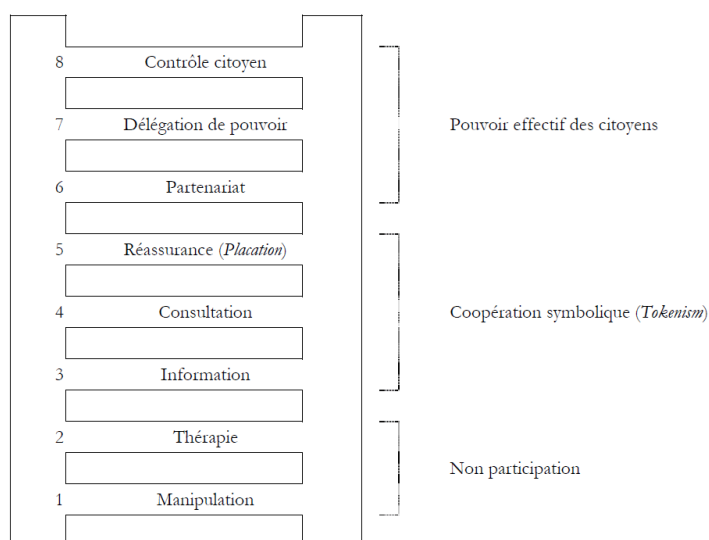 8 Contrôle citoyen
7 Délégation de pouvoir
Pouvoir effectif des citoyens
6 Partenariat
5 Réassurance (Placation)
4 Consultation
Coopération symbolique (Tokenism)
3 Information
2 Thérapie
Non participation
1 Manipulation